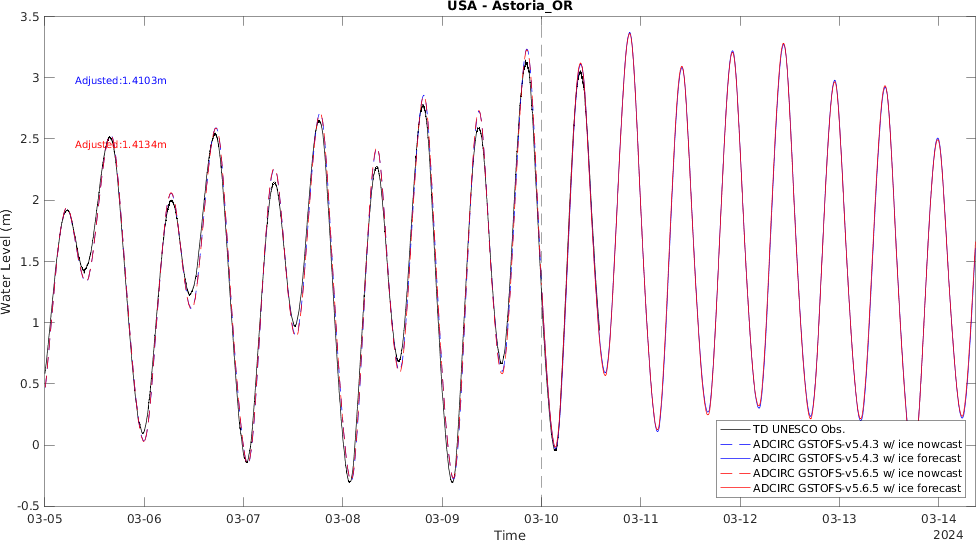 USA - Astoria_OR
3.5
3
2.5
2
1.5
1
0.5
0
-0.5
Water Level (m)
Adjusted:1.4103m
Adjusted:1.4134m
TD UNESCO Obs.
ADCIRC GSTOFS-v5.4.3 w/ ice nowcast
ADCIRC GSTOFS-v5.4.3 w/ ice forecast
ADCIRC GSTOFS-v5.6.5 w/ ice nowcast
ADCIRC GSTOFS-v5.6.5 w/ ice forecast
03-05 03-06 03-07 03-08 03-09 03-10 03-11 03-12 03-13 03-14
Time
2024